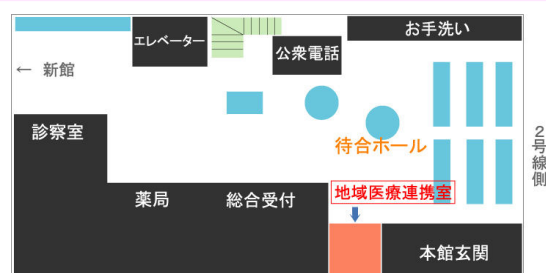 エレベーター
公衆電話
お手洗い
← 新館
診察室
待合ホール
2号線側
薬局
総合受付
地域医療連携室
本館玄関